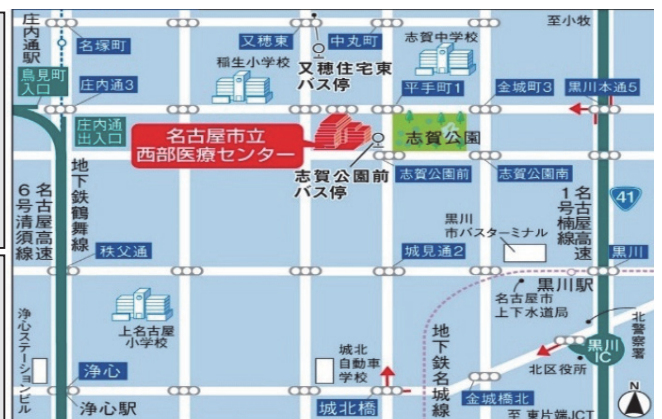 庄内通駅
名塚町
又穂東
中丸町
志賀中学校
至小牧
稲生小学校
又穂住宅東
バス停
鳥見町
入口
庄内通3
平手町1
金城町3
黒川本通5
庄内通
出入口
名古屋市立
西部医療センター
志賀公園
志賀公園前
バス停
志賀公園前
志賀公園南
名古屋高速
6号清須線
地下鉄鶴舞線
名古屋高速
1号楠線
41
黒川
市バスターミナル
秩父通
城見通2
黒川
黒川駅
名古屋市
上下水道局
北警察署
上名古屋
小学校
浄心ステーションビル
城北
自動車
学校
地下鉄名城線
黒川
IC
北区役所
浄心
浄心駅
城北橋
金城橋北
至 東片端JCT
N